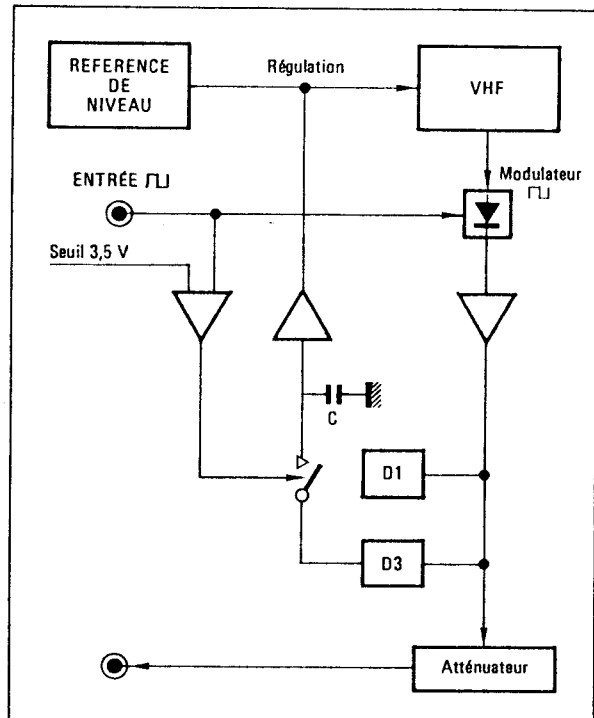 REFERENCE
DE
NIVEAU
Régulation
VHF
ENTRÉE
Modulateur
Seuil 3,5 V
C
D1
D3
Atténuateur